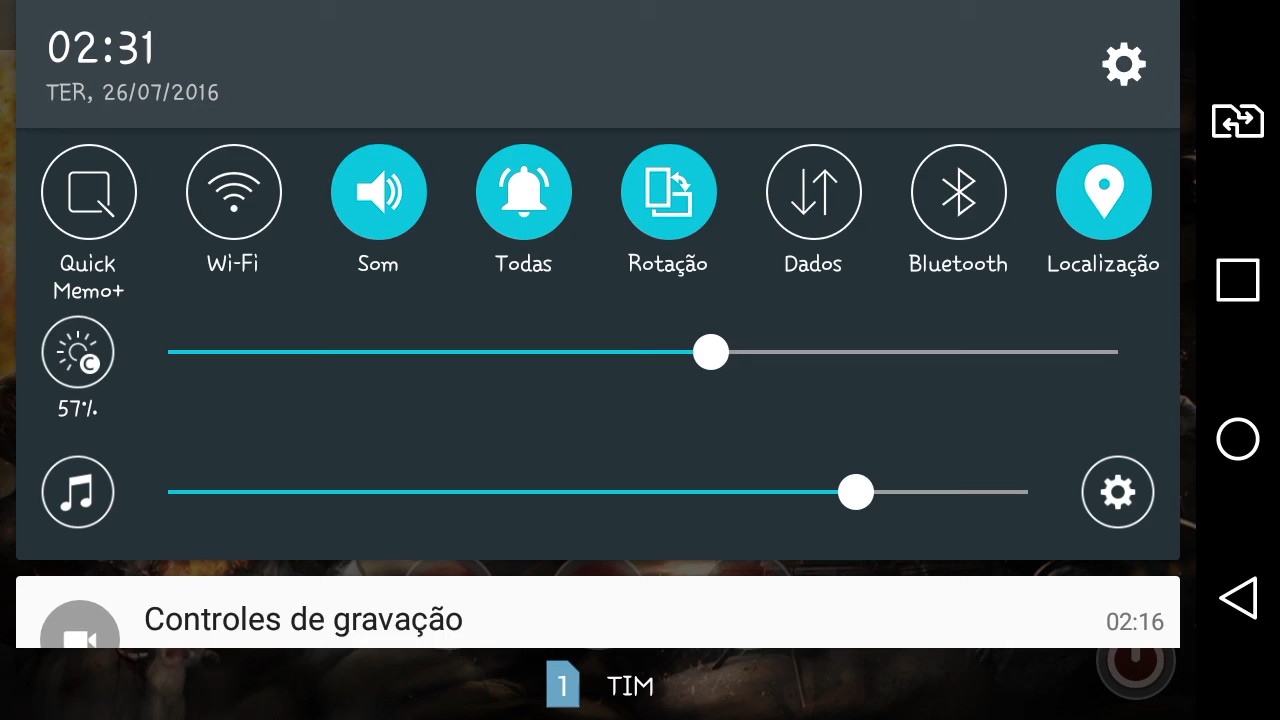 02:31
TER, 26/07/2016
Quick Memo+
Wi-Fi
Som
Todas
Rotação
Dados
Bluetooth
Localização
57%
Controles de gravação
02:16
1 TIM